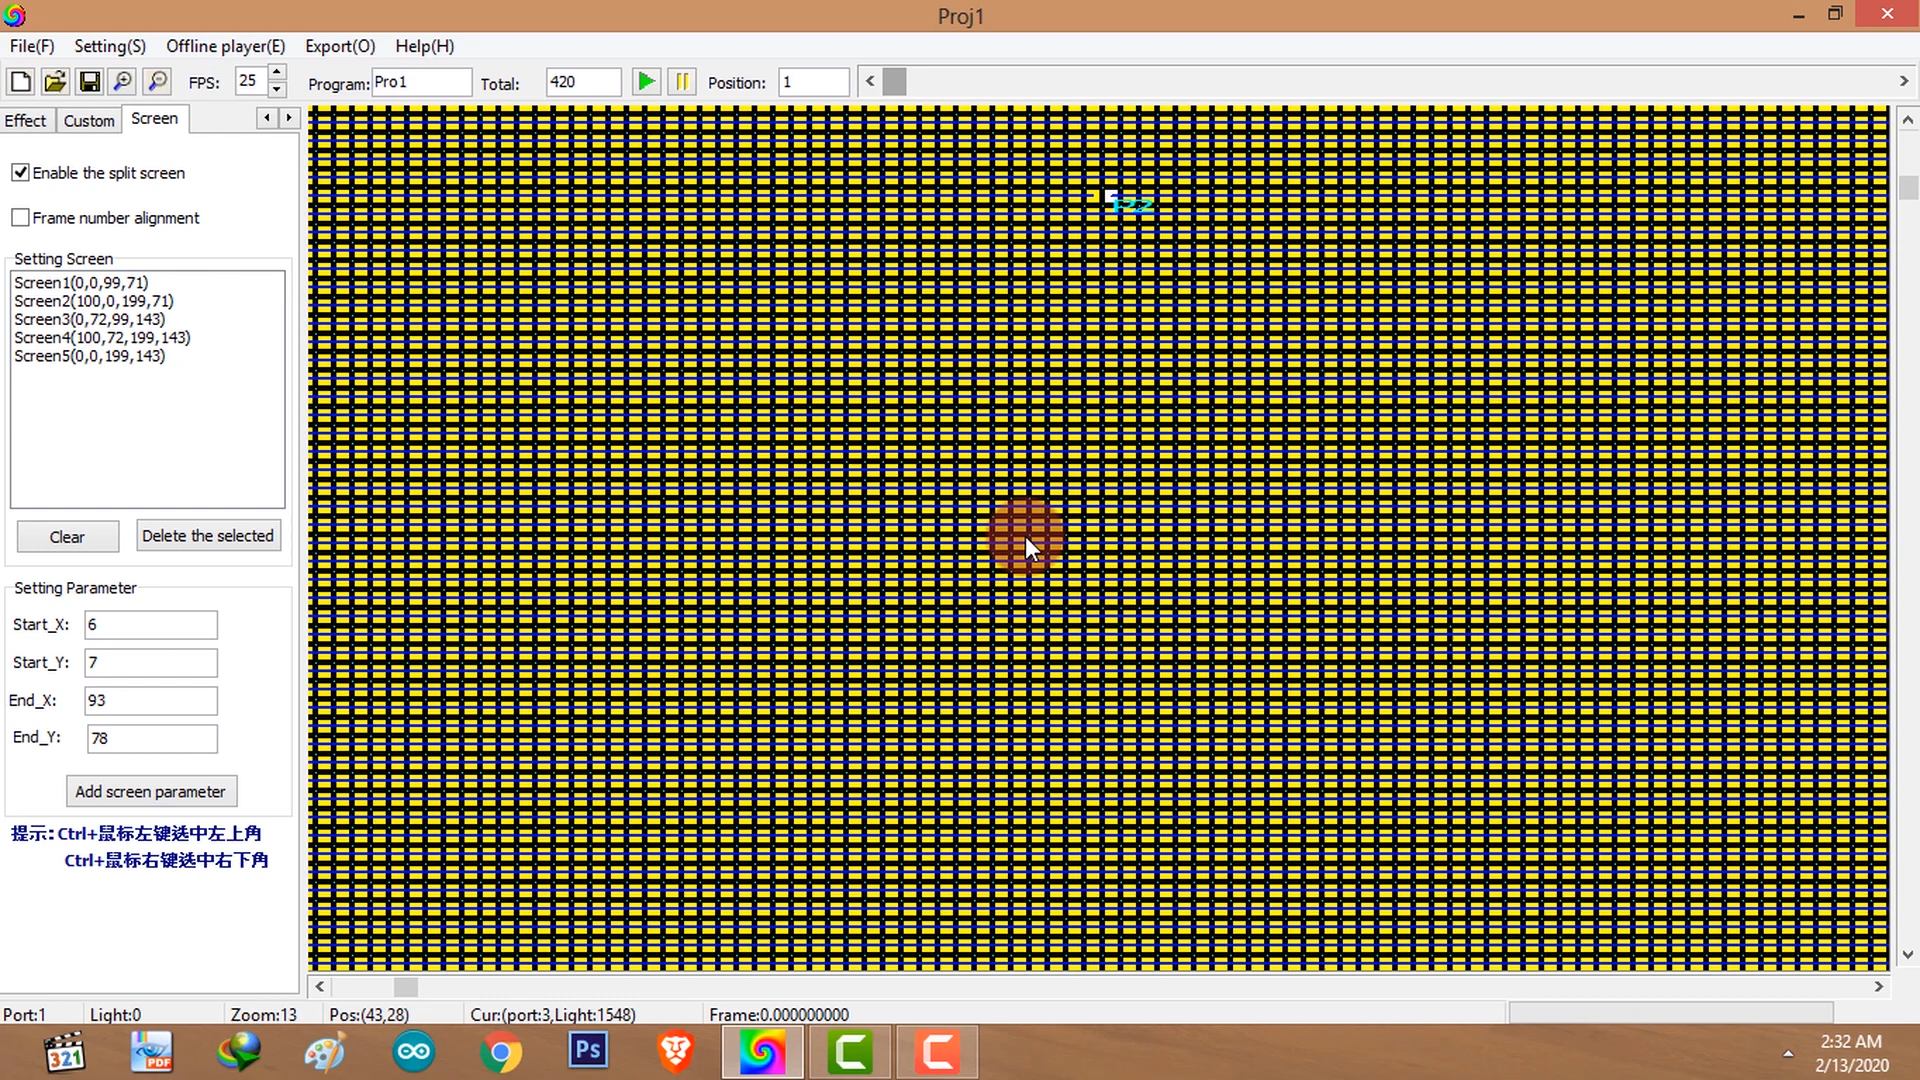 Proj1
File(F) Setting(S) Offline player(E) Export(O) Help(H)
FPS: 25 Program: Pro1 Total: 420 Position: 1
Effect Custom Screen
Enable the split screen
Frame number alignment
Setting Screen
Screen1(0,0,99,71)
Screen2(100,0,199,71)
Screen3(0,72,99,143)
Screen4(100,72,199,143)
Screen5(0,0,199,143)
Clear Delete the selected
Setting Parameter
Start_X: 6
Start_Y: 7
End_X: 93
End_Y: 78
Add screen parameter
提示:Ctrl+鼠标左键选中左上角
Ctrl+鼠标右键选中右下角
P2
Port:1 Light:0 Zoom:13 Pos:(43,28) Cur:(port:3,Light:1548) Frame:0.000000000
321 PDF Ps
2:32 AM
2/13/2020